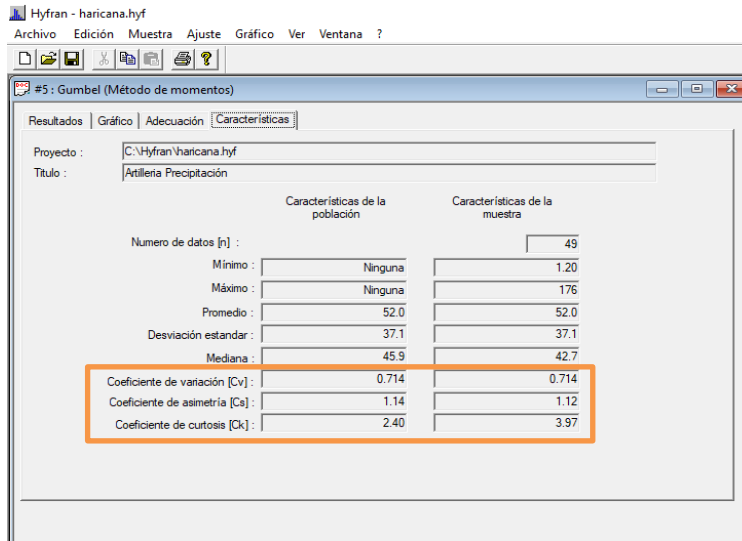 Hyfran - haricana.hyf
Archivo Edición Muestra Ajuste Gráfico Ver Ventana ?
#5 : Gumbel (Método de momentos)
Resultados Gráfico Adecuación Características
Proyecto : C:\Hyfran\haricana.hyf
Titulo : Artilleria Precipitación
Características de la población Características de la muestra
Numero de datos [n] : 49
Mínimo : Ninguna 1.20
Máximo : Ninguna 176
Promedio : 52.0 52.0
Desviación estandar : 37.1 37.1
Mediana : 45.9 42.7
Coeficiente de variación [Cv] : 0.714 0.714
Coeficiente de asimetría [Cs] : 1.14 1.12
Coeficiente de curtosis [Ck] : 2.40 3.97